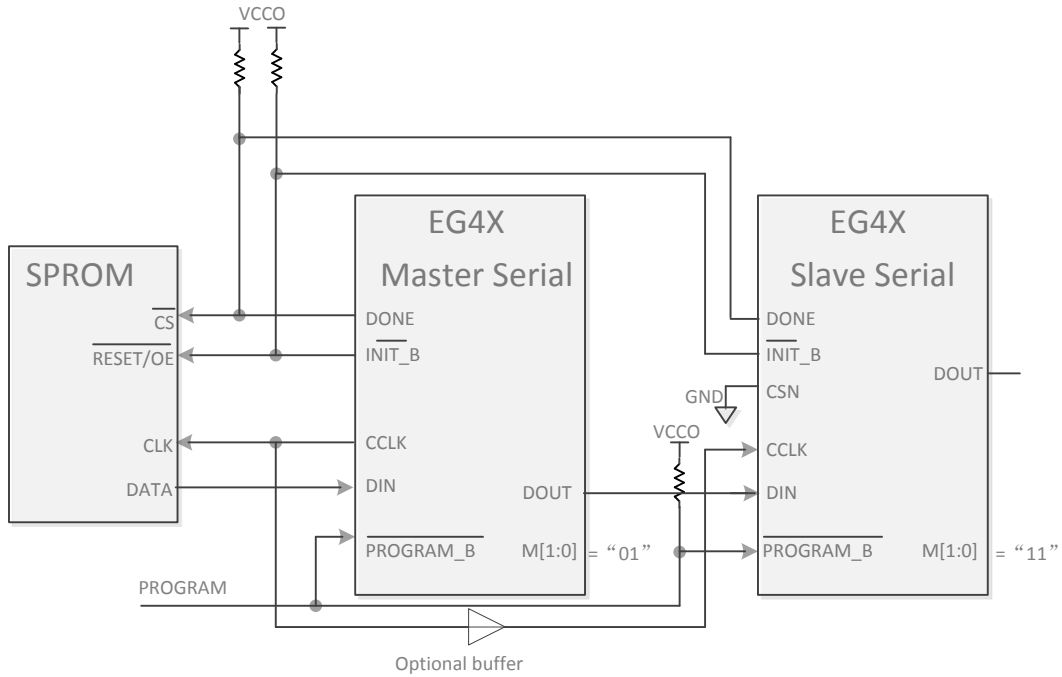 VCCO
SPROM
CS
RESET/OE
CLK
DATA
EG4X
Master Serial
DONE
INIT_B
CCLK
DIN
DOUT
PROGRAM_B
M[1:0] = “01”
EG4X
Slave Serial
DONE
INIT_B
CSN
DOUT
CCLK
DIN
PROGRAM_B
M[1:0] = “11”
GND
VCCO
PROGRAM
Optional buffer